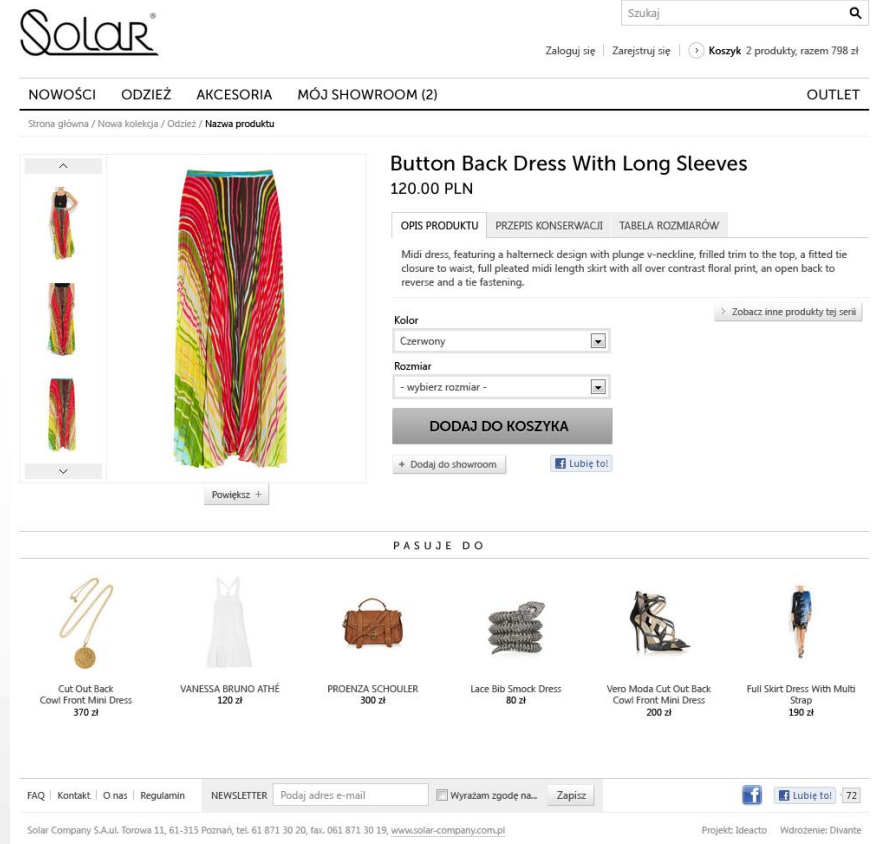 Solar®
Szukaj
Zaloguj się | Zarejstruj się | Koszyk 2 produkty, razem 798 zł
NOWOŚCI ODZIEŻ AKCESORIA MÓJ SHOWROOM (2) OUTLET
Strona główna / Nowa kolekcja / Odzież / Nazwa produktu
Button Back Dress With Long Sleeves
120.00 PLN
OPIS PRODUKTU PRZEPIS KONSERWACJI TABELA ROZMIARÓW
Midi dress, featuring a halterneck design with plunge v-neckline, frilled trim to the top, a fitted tie
closure to waist, full pleated midi length skirt with all over contrast floral print, an open back to
reverse and a tie fastening.
> Zobacz inne produkty tej serii
Kolor
Czerwony
Rozmiar
- wybierz rozmiar -
DODAJ DO KOSZYKA
+ Dodaj do showroom
Lubię to!
Powiększ +
PASUJE DO
Cut Out Back
Cowl Front Mini Dress
370 zł
VANESSA BRUNO ATHÉ
120 zł
PROENZA SCHOULER
300 zł
Lace Bib Smock Dress
80 zł
Vero Moda Cut Out Back
Cowl Front Mini Dress
200 zł
Full Skirt Dress With Multi
Strap
190 zł
FAQ | Kontakt | O nas | Regulamin NEWSLETTER Podaj adres e-mail Wyrażam zgodę na... Zapisz Lubię to! 72
Solar Company S.A.ul. Torowa 11, 61-315 Poznań, tel. 61 871 30 20, fax. 061 871 30 19, www.solar-company.com.pl Projekt: Ideacto Wdrożenie: Divante